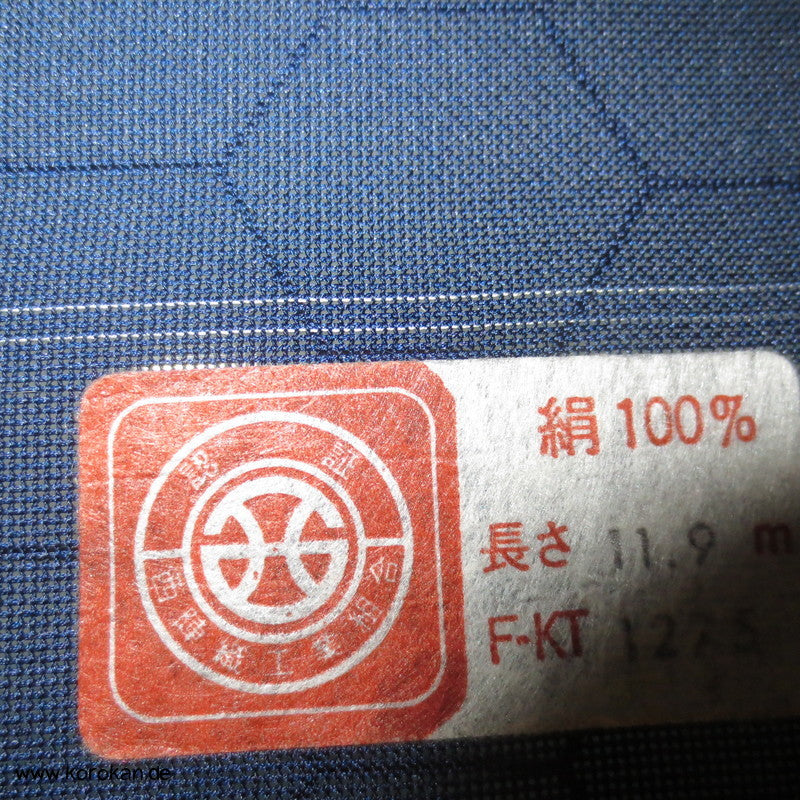 認証
西陣織工業組合
絹 100%
長さ 11.9 m
F-KT
www.korokan.de